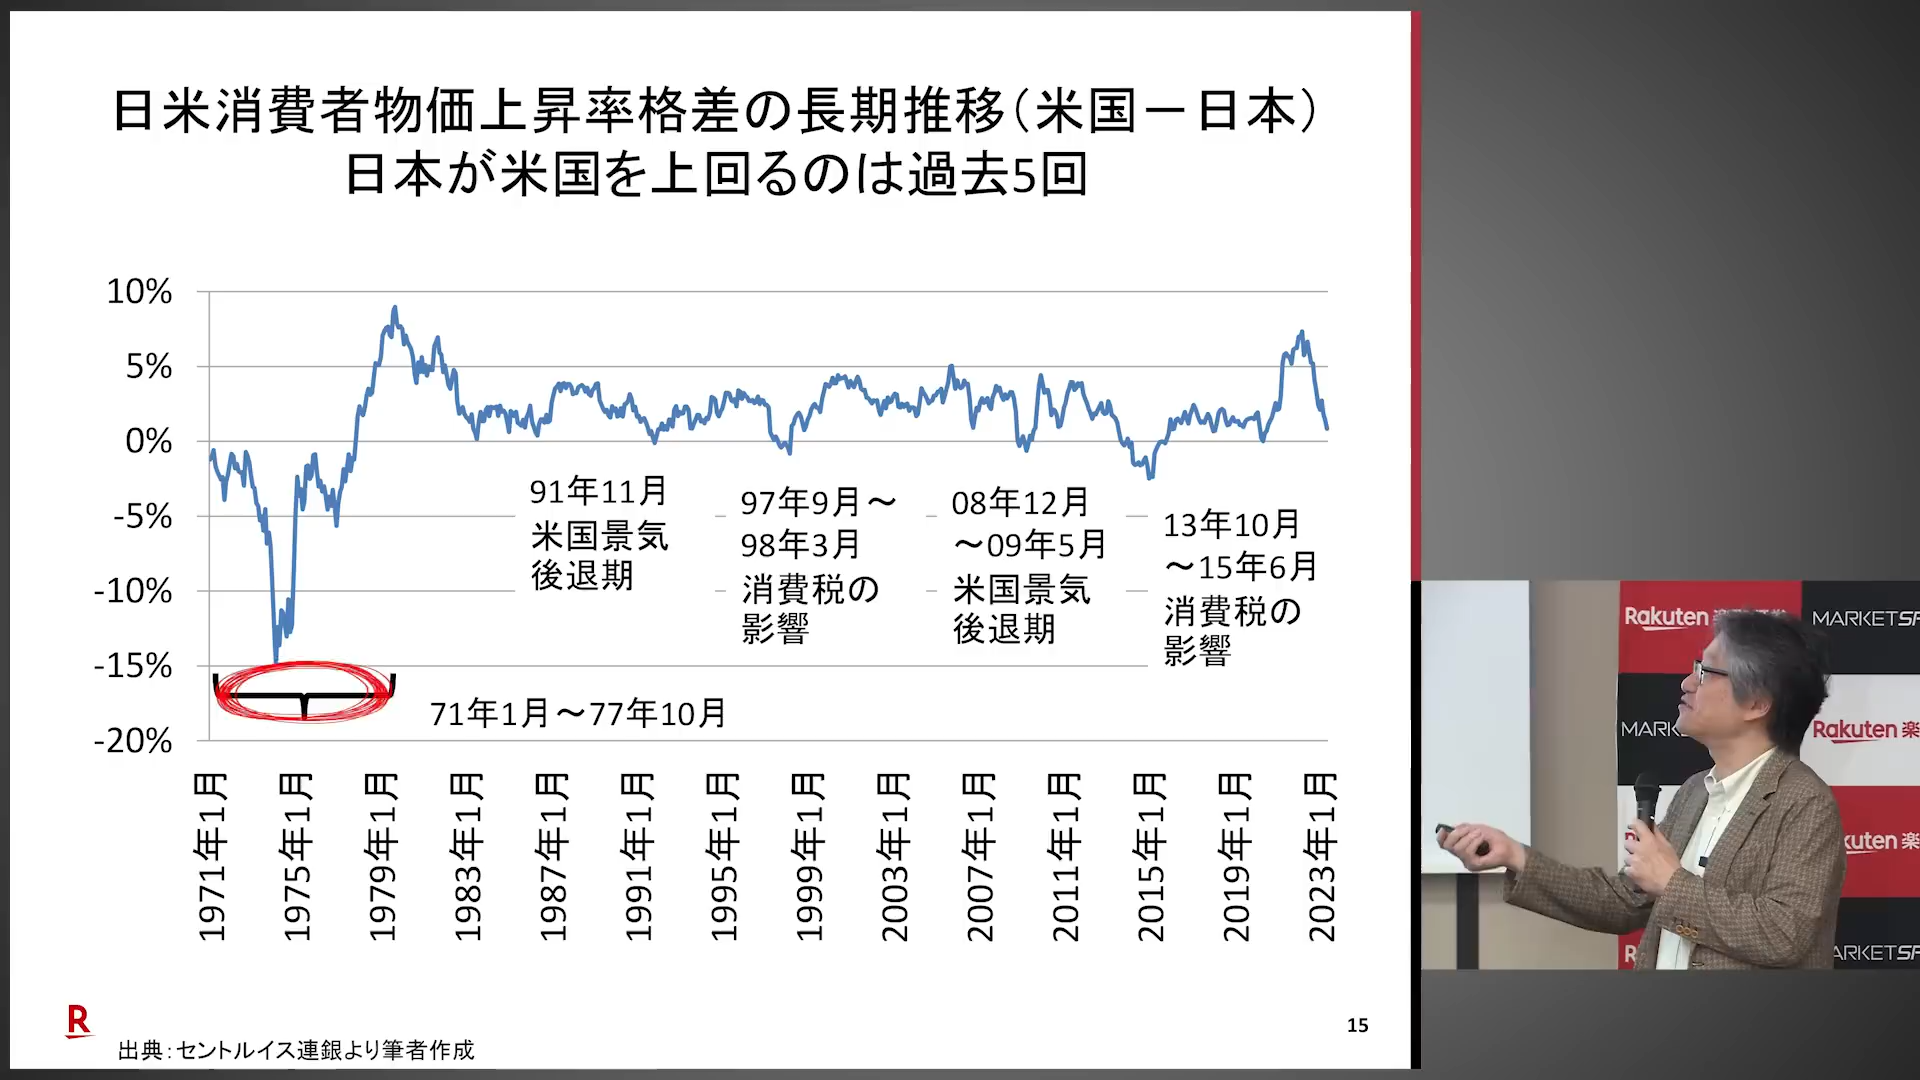 日米消費者物価上昇率格差の長期推移（米国－日本）
日本が米国を上回るのは過去5回
10%
5%
0%
-5%
-10%
-15%
-20%
91年11月
米国景気
後退期
97年9月～
98年3月
消費税の
影響
08年12月
～09年5月
米国景気
後退期
13年10月
～15年6月
消費税の
影響
71年1月～77年10月
1971年1月
1975年1月
1979年1月
1983年1月
1987年1月
1991年1月
1995年1月
1999年1月
2003年1月
2007年1月
2011年1月
2015年1月
2019年1月
2023年1月
R
出典：セントルイス連銀より筆者作成
15
Rakuten
MARKETSP
MARK
Rakuten 楽
kuten 楽
R
ARKETSP